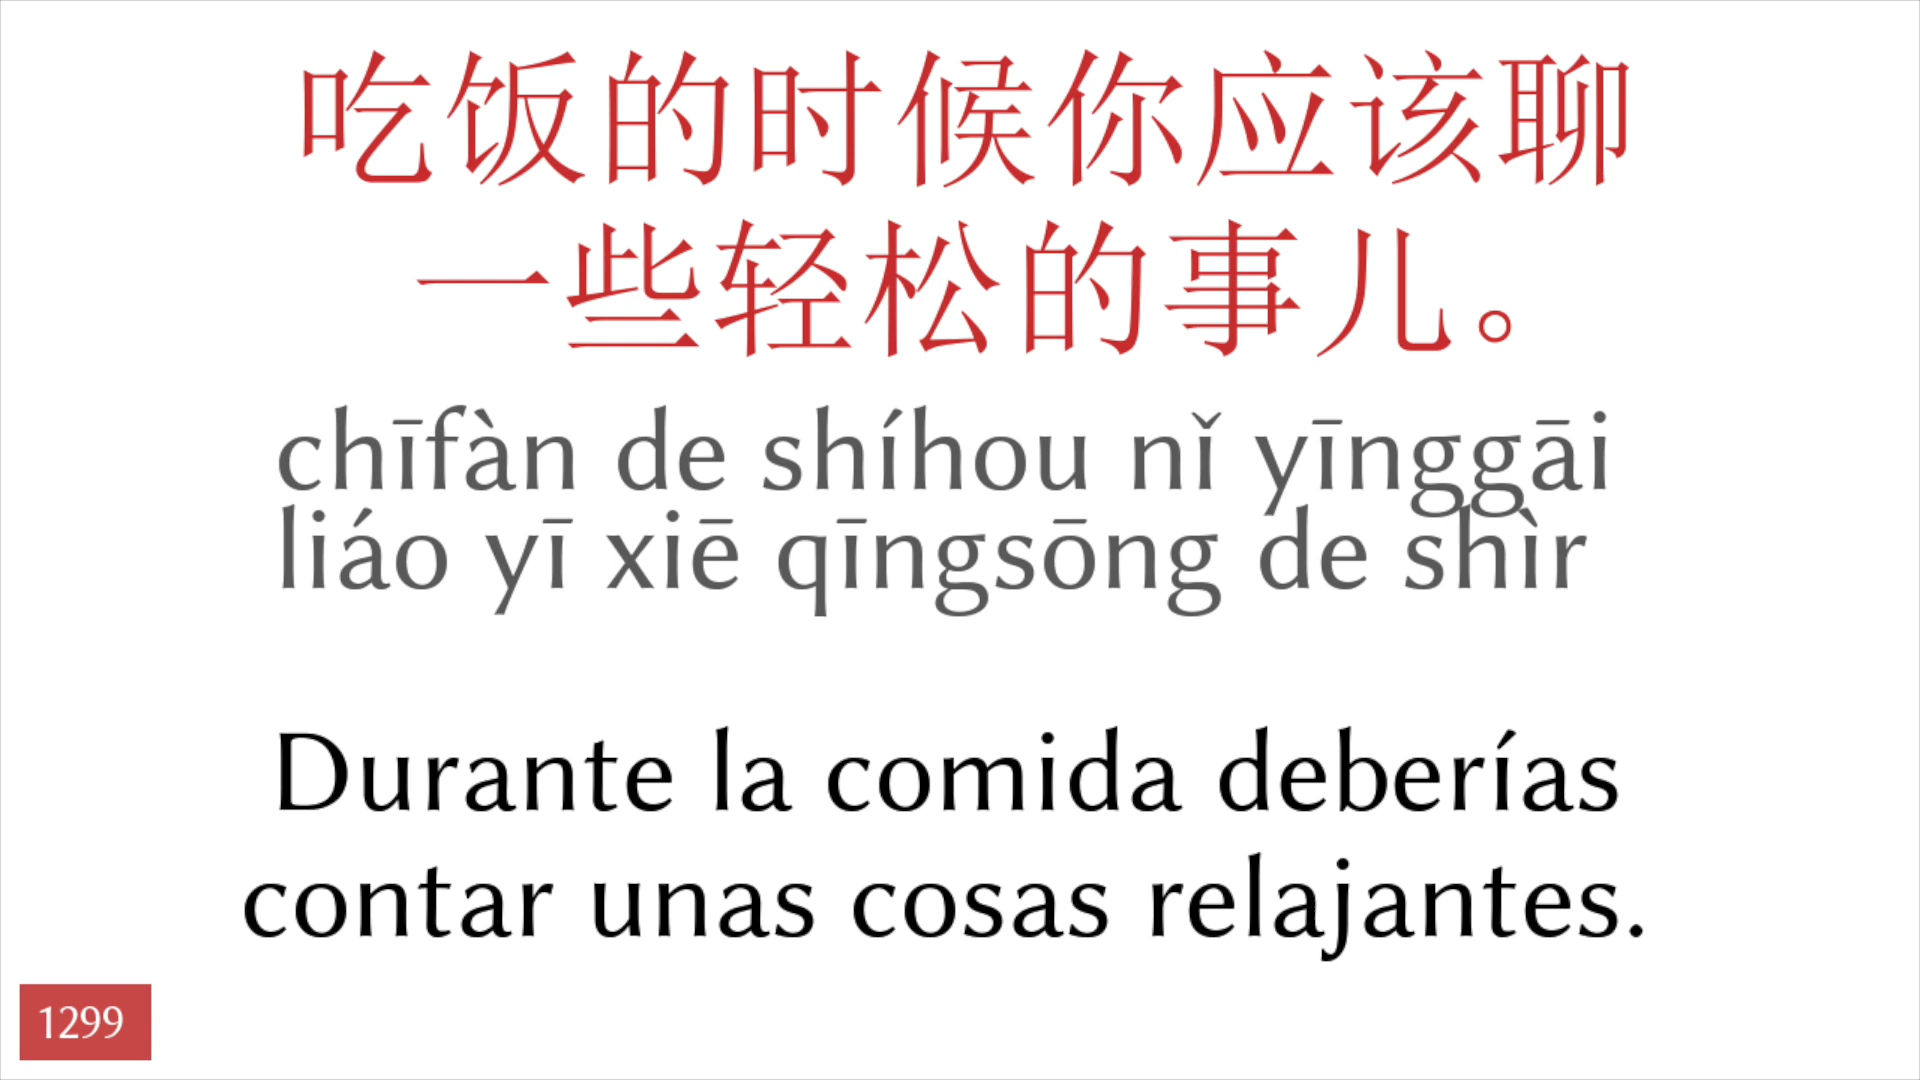 吃饭的时候你应该聊
一些轻松的事儿。
chīfàn de shíhou nǐ yīnggāi
liáo yī xiē qīngsōng de shìr
Durante la comida deberías
contar unas cosas relajantes.
1299